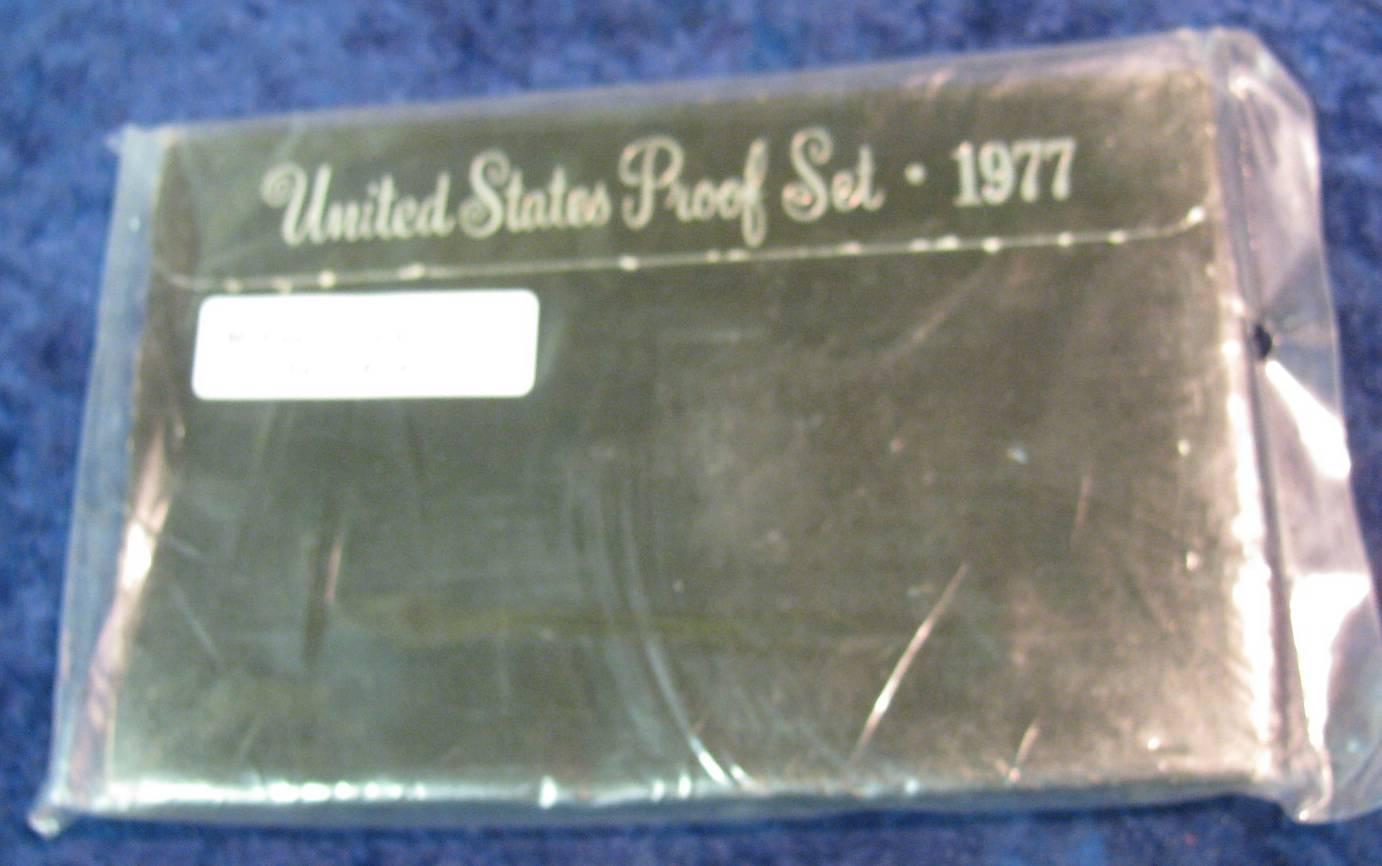 United States Proof Set • 1977